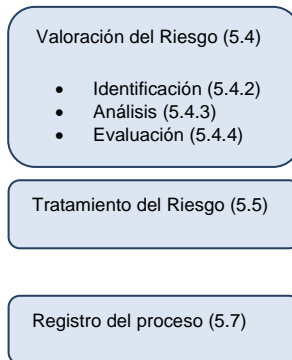 Valoración del Riesgo (5.4)
• Identificación (5.4.2)
• Análisis (5.4.3)
• Evaluación (5.4.4)
Tratamiento del Riesgo (5.5)
Registro del proceso (5.7)